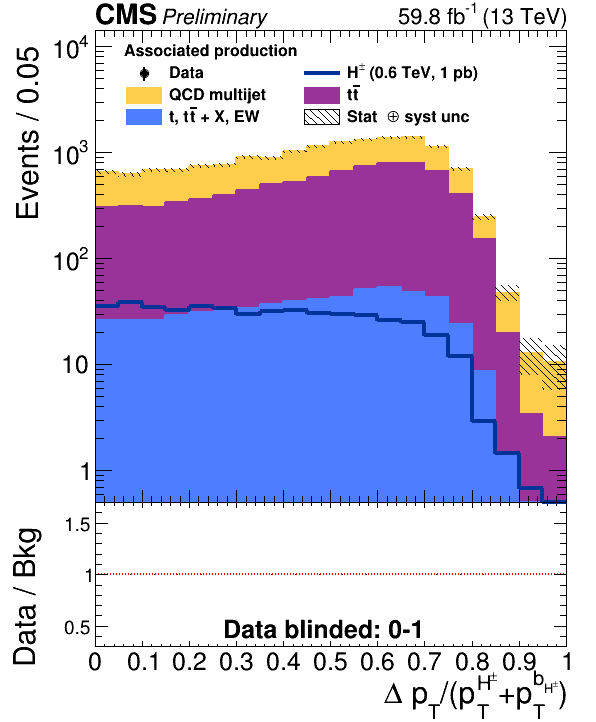 CMS Preliminary 59.8 fb⁻¹ (13 TeV)
Associated production
Data H± (0.6 TeV, 1 pb)
QCD multijet tt̄
t, tt̄ + X, EW Stat ⊕ syst unc
Events / 0.05
10⁴
10³
10²
10
1
Data / Bkg
1.5
1
0.5
Data blinded: 0-1
0 0.1 0.2 0.3 0.4 0.5 0.6 0.7 0.8 0.9 1
Δ p_T/(p_T^{H±}+p_T^{b_{H±}})